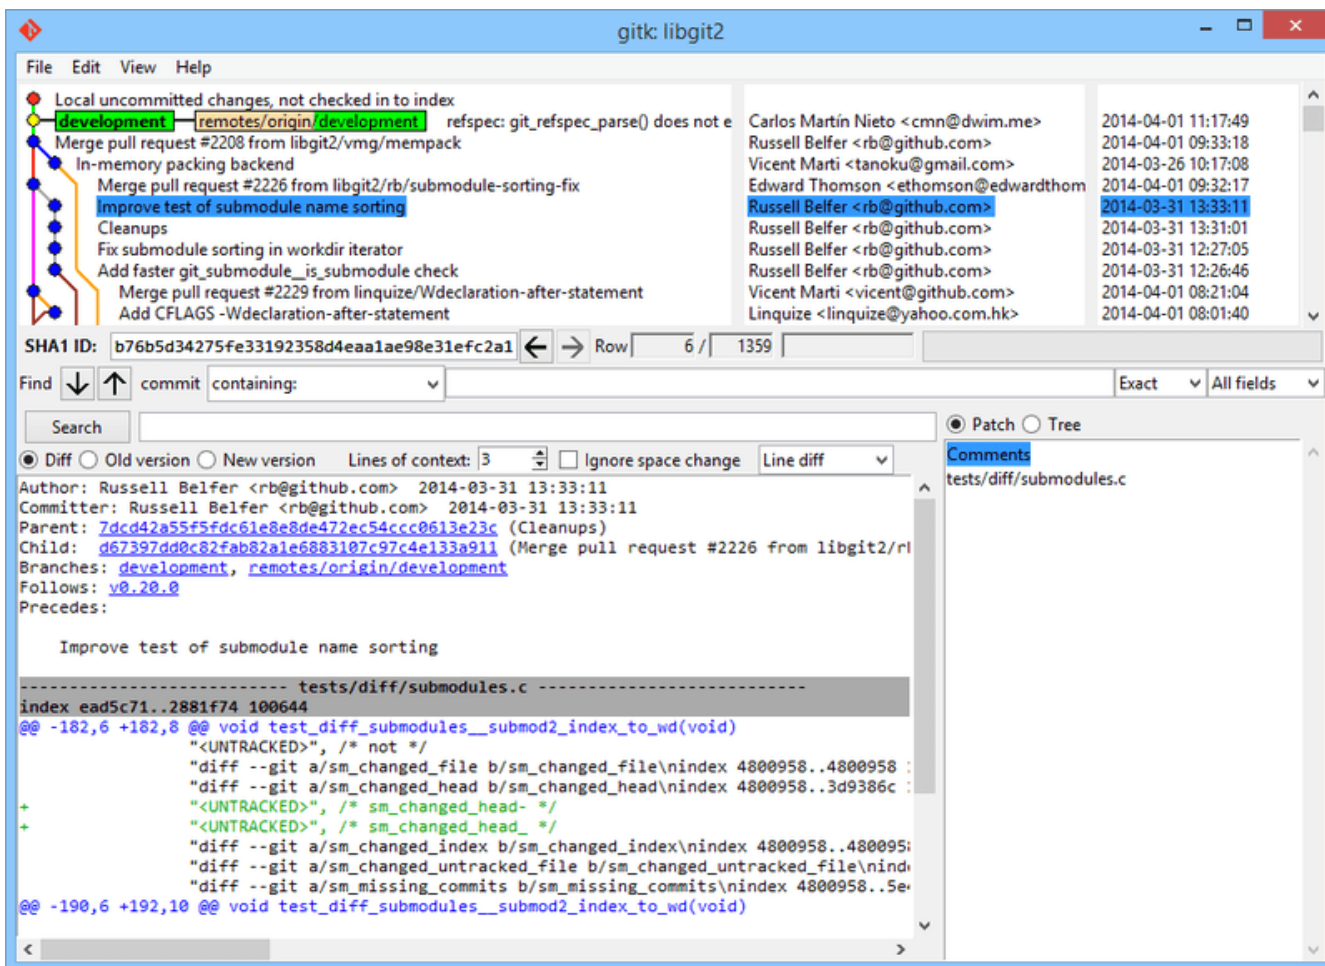 gitk: libgit2
File Edit View Help
Local uncommitted changes, not checked in to index
development remotes/origin/development refspec: git_refspec_parse() does not e Carlos Martín Nieto <cmn@dwim.me> 2014-04-01 11:17:49
Merge pull request #2208 from libgit2/vmg/mempack Russell Belfer <rb@github.com> 2014-04-01 09:33:18
In-memory packing backend Vicent Marti <tanoku@gmail.com> 2014-03-26 10:17:08
Merge pull request #2226 from libgit2/rb/submodule-sorting-fix Edward Thomson <ethomson@edwardthom 2014-04-01 09:32:17
Improve test of submodule name sorting Russell Belfer <rb@github.com> 2014-03-31 13:33:11
Cleanups Russell Belfer <rb@github.com> 2014-03-31 13:31:01
Fix submodule sorting in workdir iterator Russell Belfer <rb@github.com> 2014-03-31 12:27:05
Add faster git_submodule__is_submodule check Russell Belfer <rb@github.com> 2014-03-31 12:26:46
Merge pull request #2229 from linquize/Wdeclaration-after-statement Vicent Marti <vicent@github.com> 2014-04-01 08:21:04
Add CFLAGS -Wdeclaration-after-statement Linquize <linquize@yahoo.com.hk> 2014-04-01 08:01:40
SHA1 ID: b76b5d34275fe33192358d4eaa1ae98e31efc2a1 Row 6 / 1359
Find commit containing: Exact All fields
Search Patch Tree
Diff Old version New version Lines of context: 3 Ignore space change Line diff
Comments
tests/diff/submodules.c
Author: Russell Belfer <rb@github.com> 2014-03-31 13:33:11
Committer: Russell Belfer <rb@github.com> 2014-03-31 13:33:11
Parent: 7dcd42a55f5fdc61e8e8de472ec54ccc0613e23c (Cleanups)
Child: d67397dd0c82fab82a1e6883107c97c4e133a911 (Merge pull request #2226 from libgit2/rl
Branches: development, remotes/origin/development
Follows: v0.20.0
Precedes:
Improve test of submodule name sorting
--------------------------- tests/diff/submodules.c ---------------------------
index ead5c71..2881f74 100644
@@ -182,6 +182,8 @@ void test_diff_submodules__submod2_index_to_wd(void)
"<UNTRACKED>", /* not */
"diff --git a/sm_changed_file b/sm_changed_file\nindex 4800958..4800958
"diff --git a/sm_changed_head b/sm_changed_head\nindex 4800958..3d9386c
+ "<UNTRACKED>", /* sm_changed_head- */
+ "<UNTRACKED>", /* sm_changed_head_ */
"diff --git a/sm_changed_index b/sm_changed_index\nindex 4800958..480095
"diff --git a/sm_changed_untracked_file b/sm_changed_untracked_file\nind
"diff --git a/sm_missing_commits b/sm_missing_commits\nindex 4800958..5e
@@ -190,6 +192,10 @@ void test_diff_submodules__submod2_index_to_wd(void)